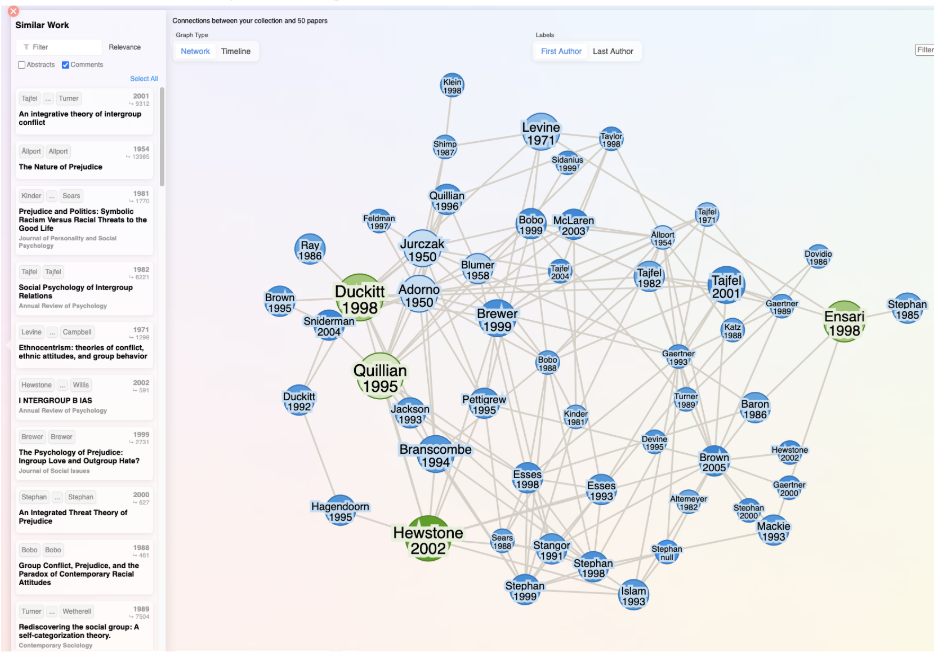 Similar Work
Filter
Relevance
Abstracts
Comments
Select All
Tajfel ... Turner 2001
9312
An integrative theory of intergroup
conflict
Allport Allport 1954
The Nature of Prejudice
Kinder ... Sears 1981
1770
Prejudice and Politics: Symbolic
Racism Versus Racial Threats to the
Good Life
Journal of Personality and Social
Psychology
Tajfel Tajfel 1982
6221
Social Psychology of Intergroup
Relations
Annual Review of Psychology
Levine ... Campbell 1971
1298
Ethnocentrism: theories of conflict,
ethnic attitudes, and group behavior
Hewstone ... Willis 2002
591
I NTERGROUP B IAS
Annual Review of Psychology
Brewer Brewer 1999
2731
The Psychology of Prejudice:
Ingroup Love and Outgroup Hate?
Journal of Social Issues
Stephan ... Stephan 2000
527
An Integrated Threat Theory of
Prejudice
Bobo Bobo 1988
461
Group Conflict, Prejudice, and the
Paradox of Contemporary Racial
Attitudes
Turner ... Wetherell 1989
7504
Rediscovering the social group: A
self-categorization theory.
Contemporary Sociology
Connections between your collection and 50 papers
Graph Type
Network
Timeline
Labels
First Author
Last Author
Filter
Klein
1998
Levine
1971
Shimp
1987
Taylor
1998
Sidanius
1999
Quillian
1996
Feldman
1997
Bobo
1999
McLaren
2003
Tajfel
1971
Ray
1986
Jurczak
1950
Allport
1954
Blumer
1958
Tajfel
2004
Tajfel
1982
Dovidio
1986
Duckitt
1998
Adorno
1950
Tajfel
2001
Brown
1995
Sniderman
2004
Brewer
1999
Gaertner
1989
Ensari
1998
Stephan
1985
Katz
1988
Quillian
1995
Bobo
1988
Gaertner
1993
Duckitt
1992
Jackson
1993
Pettigrew
1995
Kinder
1981
Turner
1989
Baron
1986
Branscombe
1994
Devine
1995
Brown
2005
Hewstone
2002
Esses
1998
Esses
1993
Gaertner
2000
Hagendoorn
1995
Altemeyer
1982
Stephan
2000
Mackie
1993
Hewstone
2002
Sears
1988
Stangor
1991
Stephan
1998
Stephan
null
Stephan
1999
Islam
1993